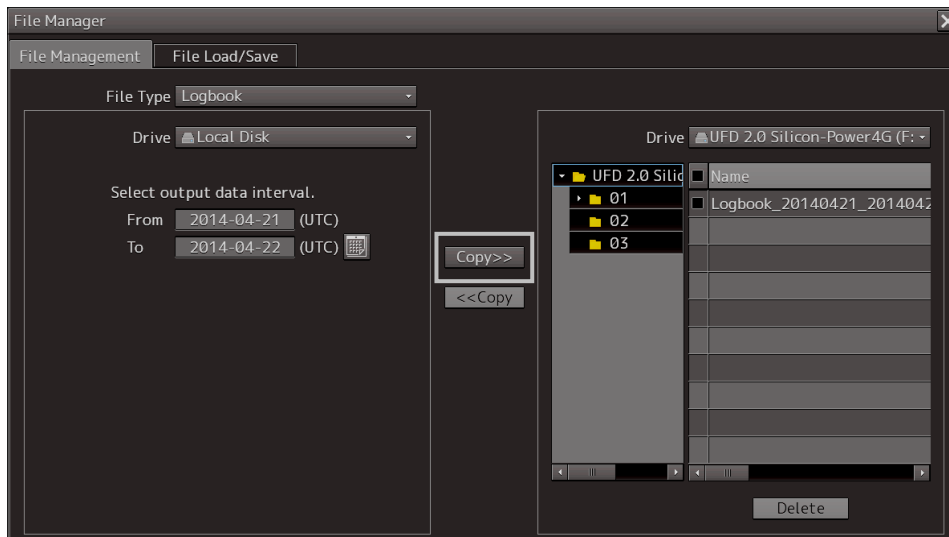 File Manager
File Management File Load/Save
File Type Logbook
Drive Local Disk
Select output data interval.
From 2014-04-21 (UTC)
To 2014-04-22 (UTC)
Copy>>
<<Copy
Drive UFD 2.0 Silicon-Power4G (F:
UFD 2.0 Silic
01
02
03
Name
Logbook_20140421_2014042
Delete